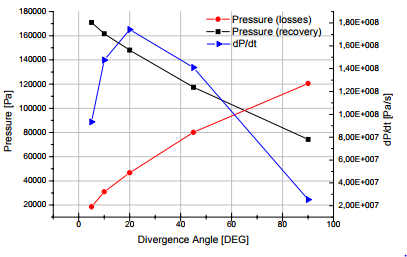 180000
160000
140000
120000
100000
80000
60000
40000
20000
Pressure [Pa]
Pressure (losses)
Pressure (recovery)
dP/dt
1,80E+008
1,60E+008
1,40E+008
1,20E+008
1,00E+008
8,00E+007
6,00E+007
4,00E+007
2,00E+007
dP/dt [Pa/s]
0 20 40 60 80 100
Divergence Angle [DEG]
.